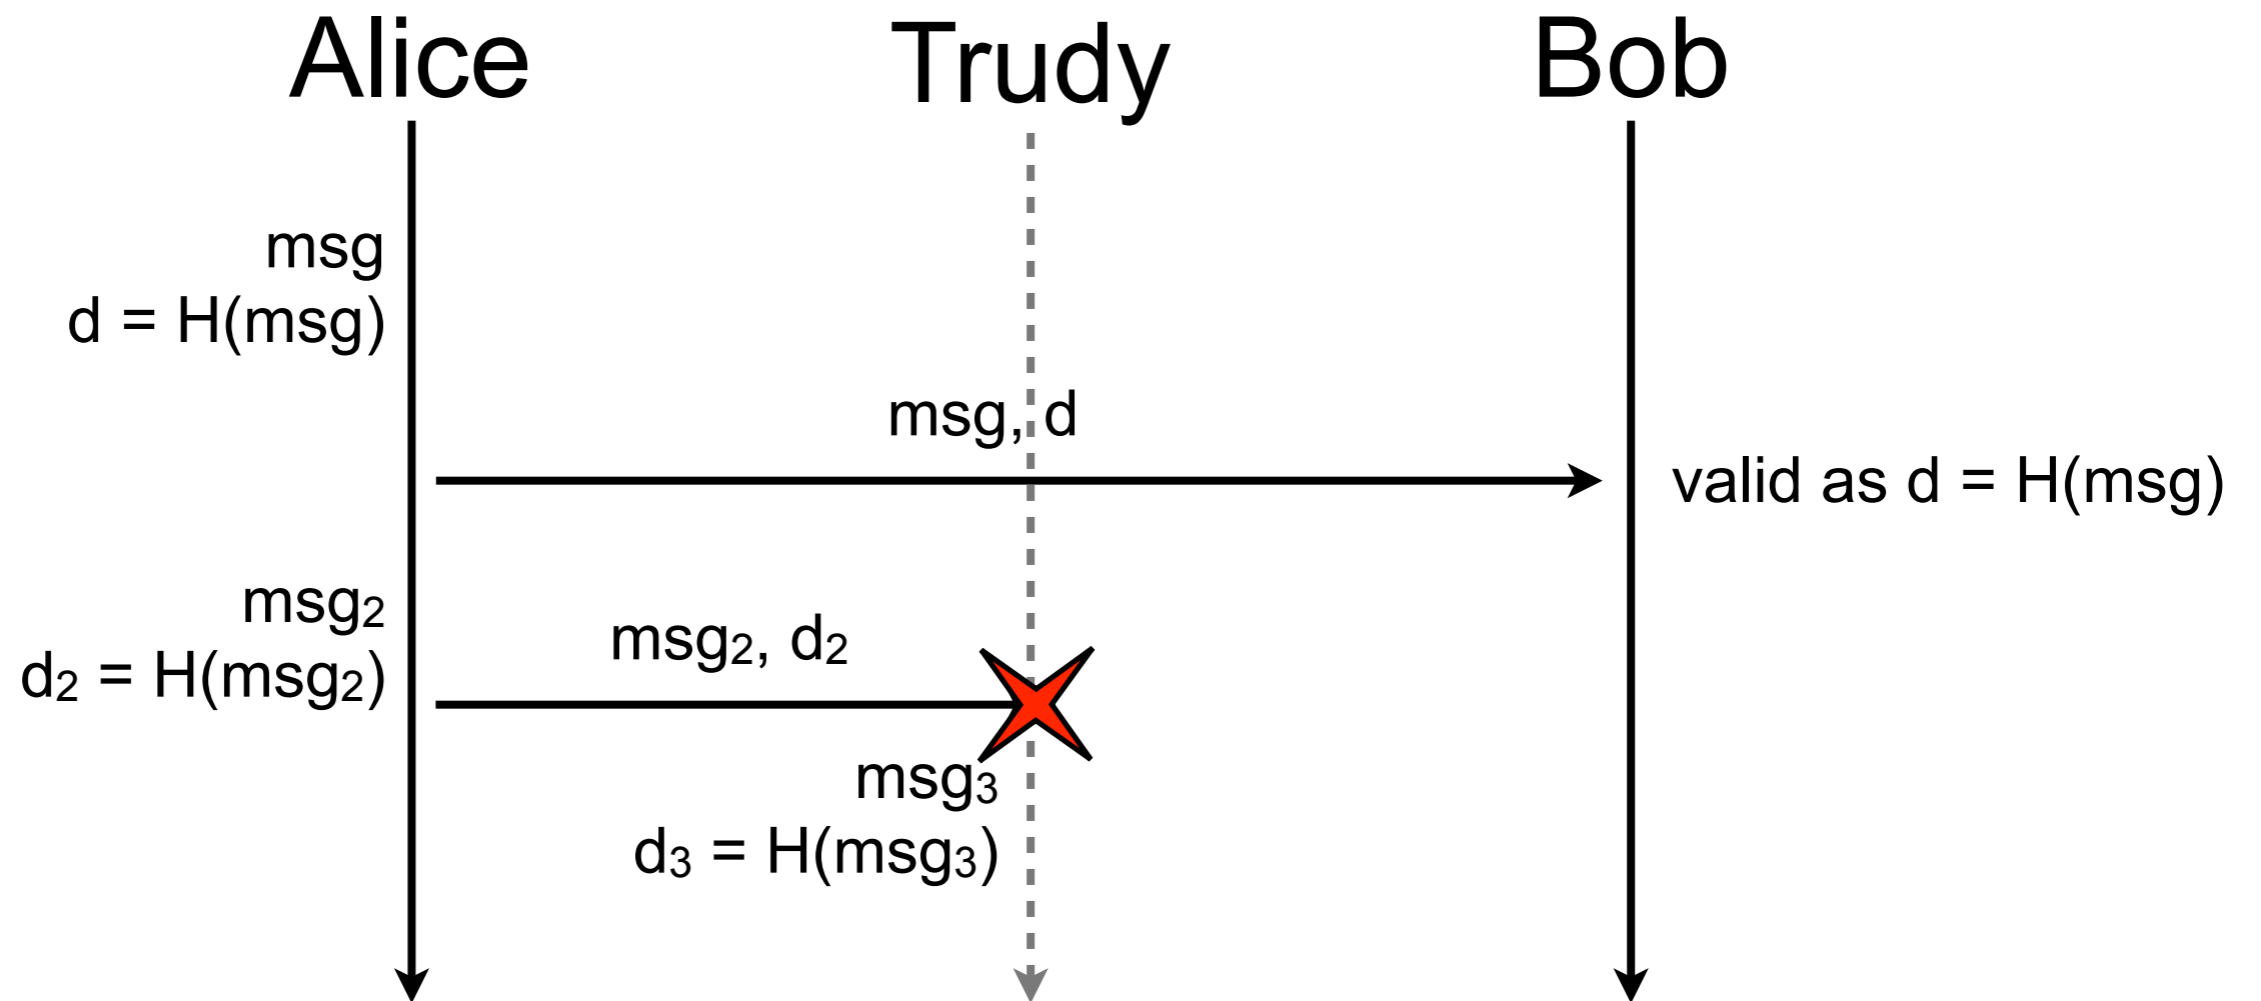 Alice
Trudy
Bob
msg
d = H(msg)
msg, d
valid as d = H(msg)
msg₂
d₂ = H(msg₂)
msg₂, d₂
msg₃
d₃ = H(msg₃)